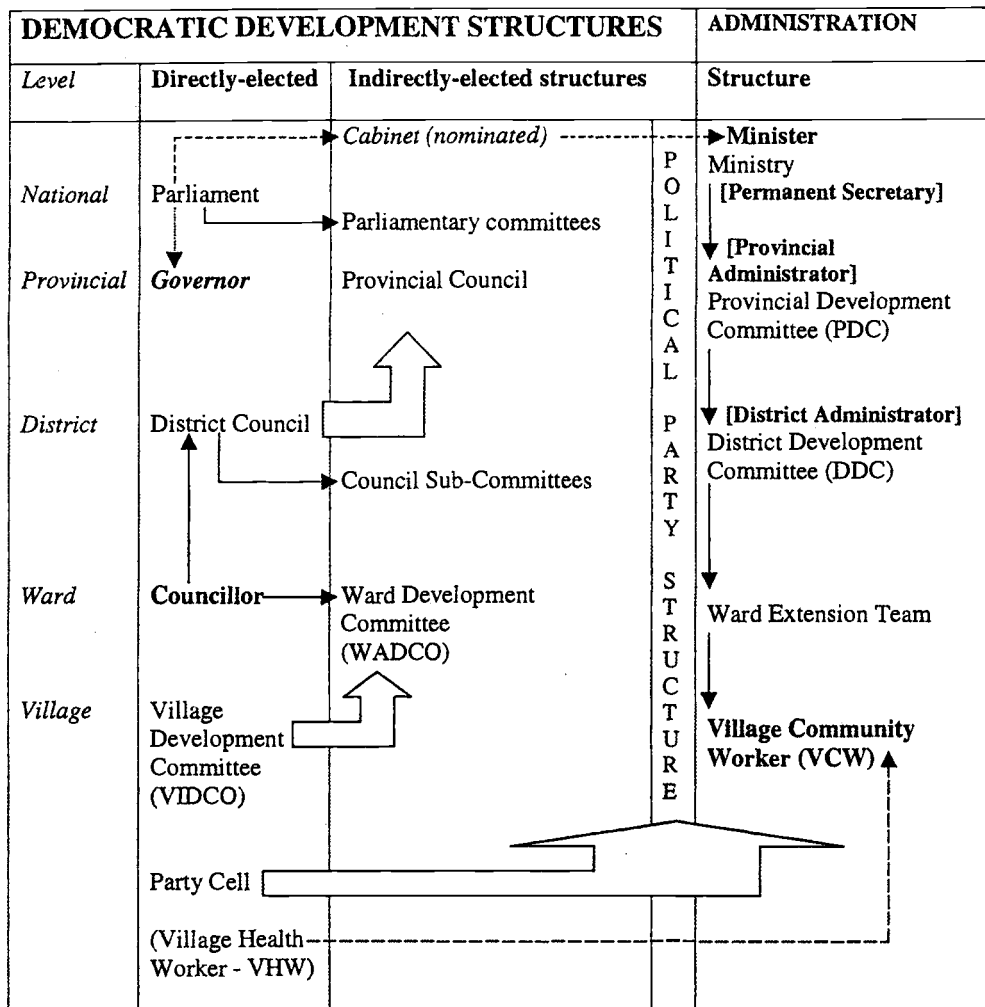 DEMOCRATIC DEVELOPMENT STRUCTURES
ADMINISTRATION
Level
Directly-elected
Indirectly-elected structures
Structure
Cabinet (nominated)
Minister
Ministry
National
Parliament
[Permanent Secretary]
Parliamentary committees
Provincial
Governor
Provincial Council
[Provincial
Administrator]
Provincial Development
Committee (PDC)
District
District Council
[District Administrator]
District Development
Committee (DDC)
Council Sub-Committees
Ward
Councillor
Ward Development
Committee
(WADCO)
Ward Extension Team
Village
Village
Development
Committee
(VIDCO)
Village Community
Worker (VCW)
POLITICAL PARTY STRUCTURE
Party Cell
(Village Health
Worker - VHW)